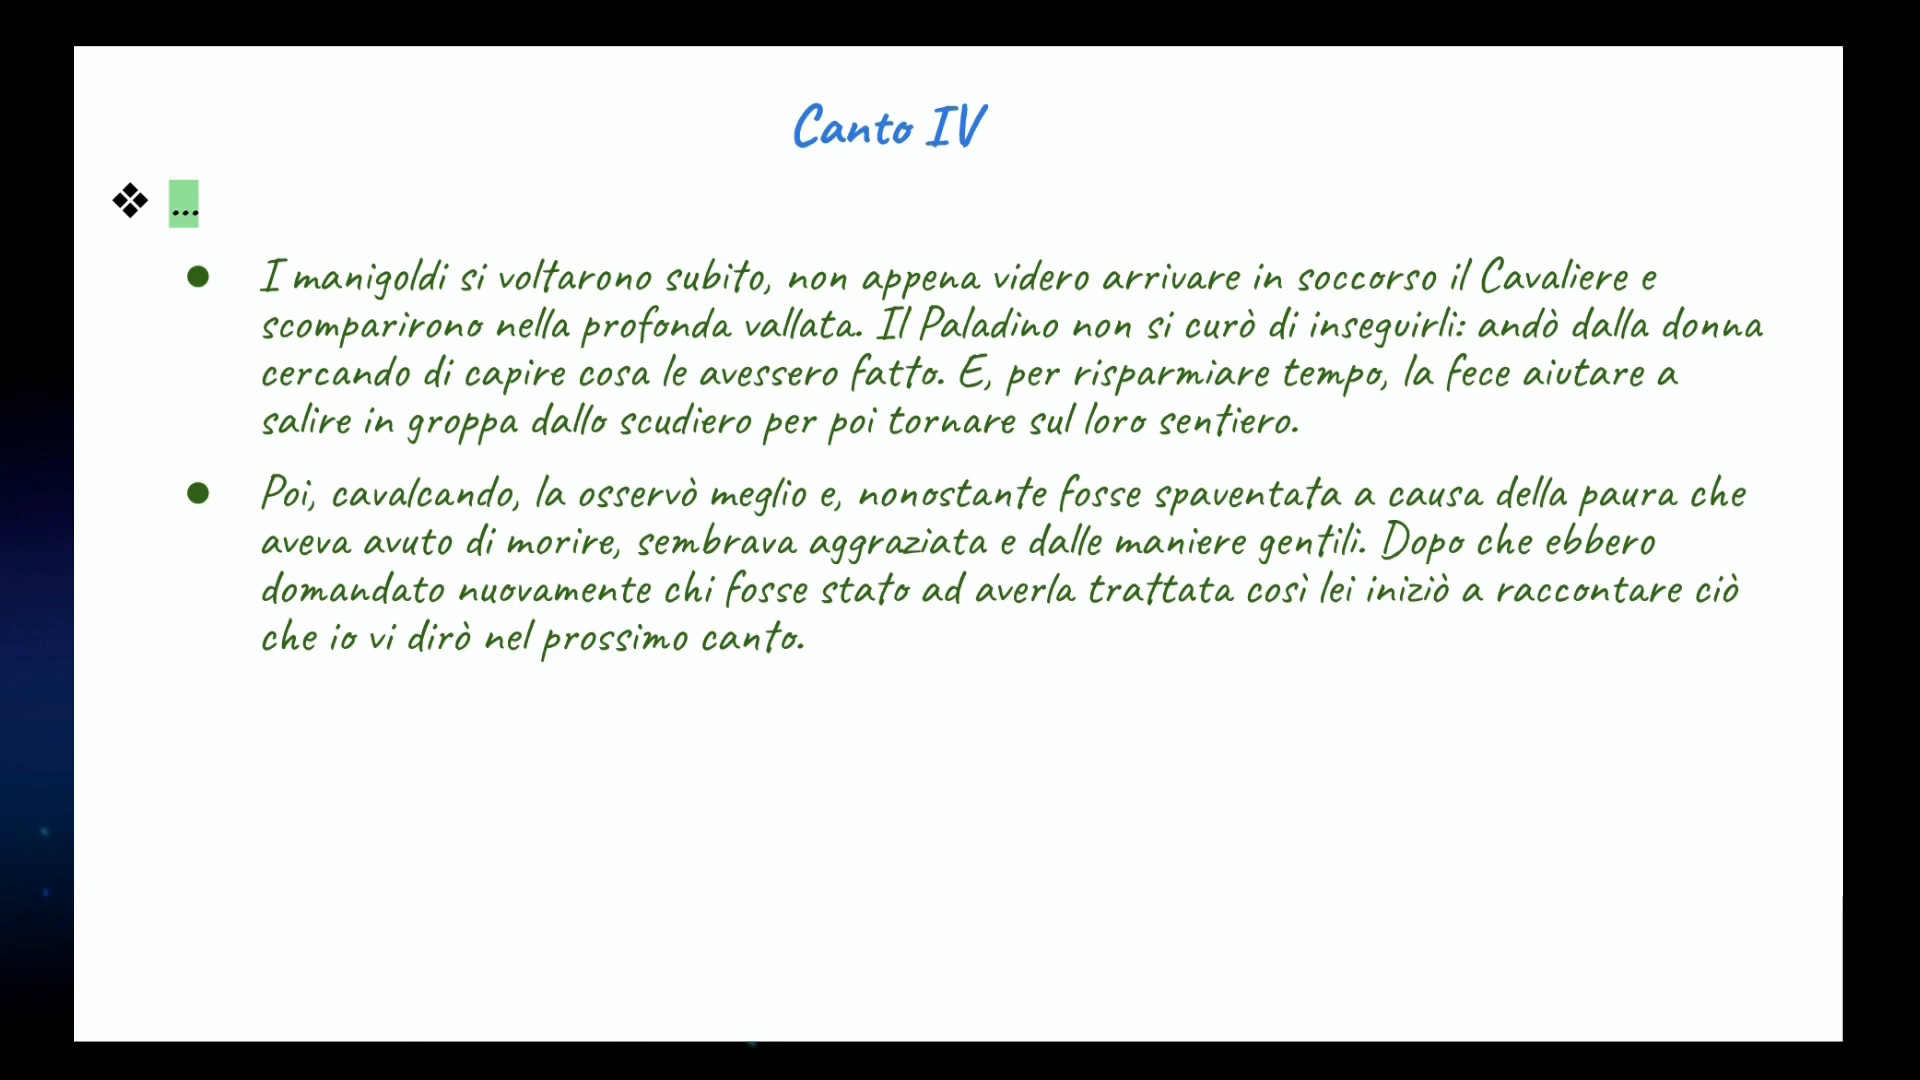 Canto IV
❖ ...
● I manigoldi si voltarono subito, non appena videro arrivare in soccorso il Cavaliere e
scomparirono nella profonda vallata. Il Paladino non si curò di inseguirli: andò dalla donna
cercando di capire cosa le avessero fatto. E, per risparmiare tempo, la fece aiutare a
salire in groppa dallo scudiero per poi tornare sul loro sentiero.
● Poi, cavalcando, la osservò meglio e, nonostante fosse spaventata a causa della paura che
aveva avuto di morire, sembrava aggraziata e dalle maniere gentili. Dopo che ebbero
domandato nuovamente chi fosse stato ad averla trattata così lei iniziò a raccontare ciò
che io vi dirò nel prossimo canto.